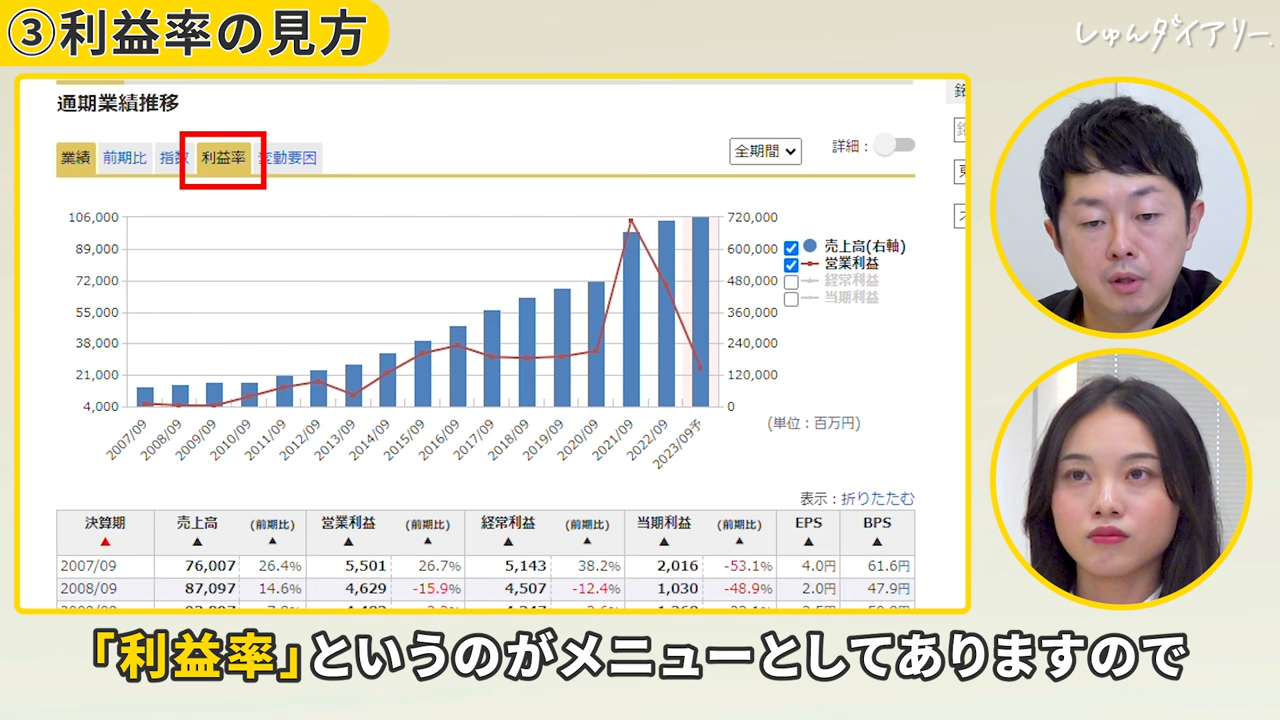 ③利益率の見方
しゅんダイアリー.
通期業績推移
業績 前期比 指数 利益率 変動要因
全期間
詳細：
106,000 720,000
89,000 600,000
72,000 480,000
55,000 360,000
38,000 240,000
21,000 120,000
4,000 0
売上高(右軸)
営業利益
経常利益
当期利益
2007/09 2008/09 2009/09 2010/09 2011/09 2012/09 2013/09 2014/09 2015/09 2016/09 2017/09 2018/09 2019/09 2020/09 2021/09 2022/09 2023/09予
(単位：百万円)
表示：折りたたむ
決算期 売上高 (前期比) 営業利益 (前期比) 経常利益 (前期比) 当期利益 (前期比) EPS BPS
▲ ▲ ▲ ▲ ▲ ▲ ▲ ▲ ▲ ▲ ▲
2007/09 76,007 26.4% 5,501 26.7% 5,143 38.2% 2,016 -53.1% 4.0円 61.6円
2008/09 87,097 14.6% 4,629 -15.9% 4,507 -12.4% 1,030 -48.9% 2.0円 47.9円
「利益率」というのがメニューとしてありますので